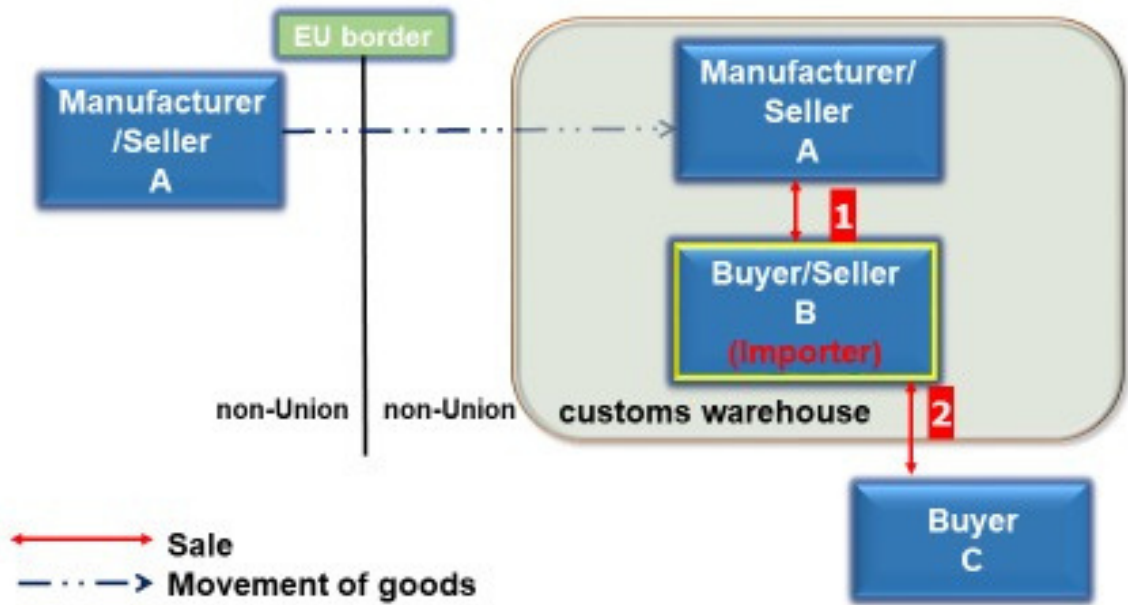 EU border
Manufacturer
/Seller
A
Manufacturer/
Seller
A
1
Buyer/Seller
B
(Importer)
non-Union
non-Union
customs warehouse
2
Buyer
C
Sale
Movement of goods